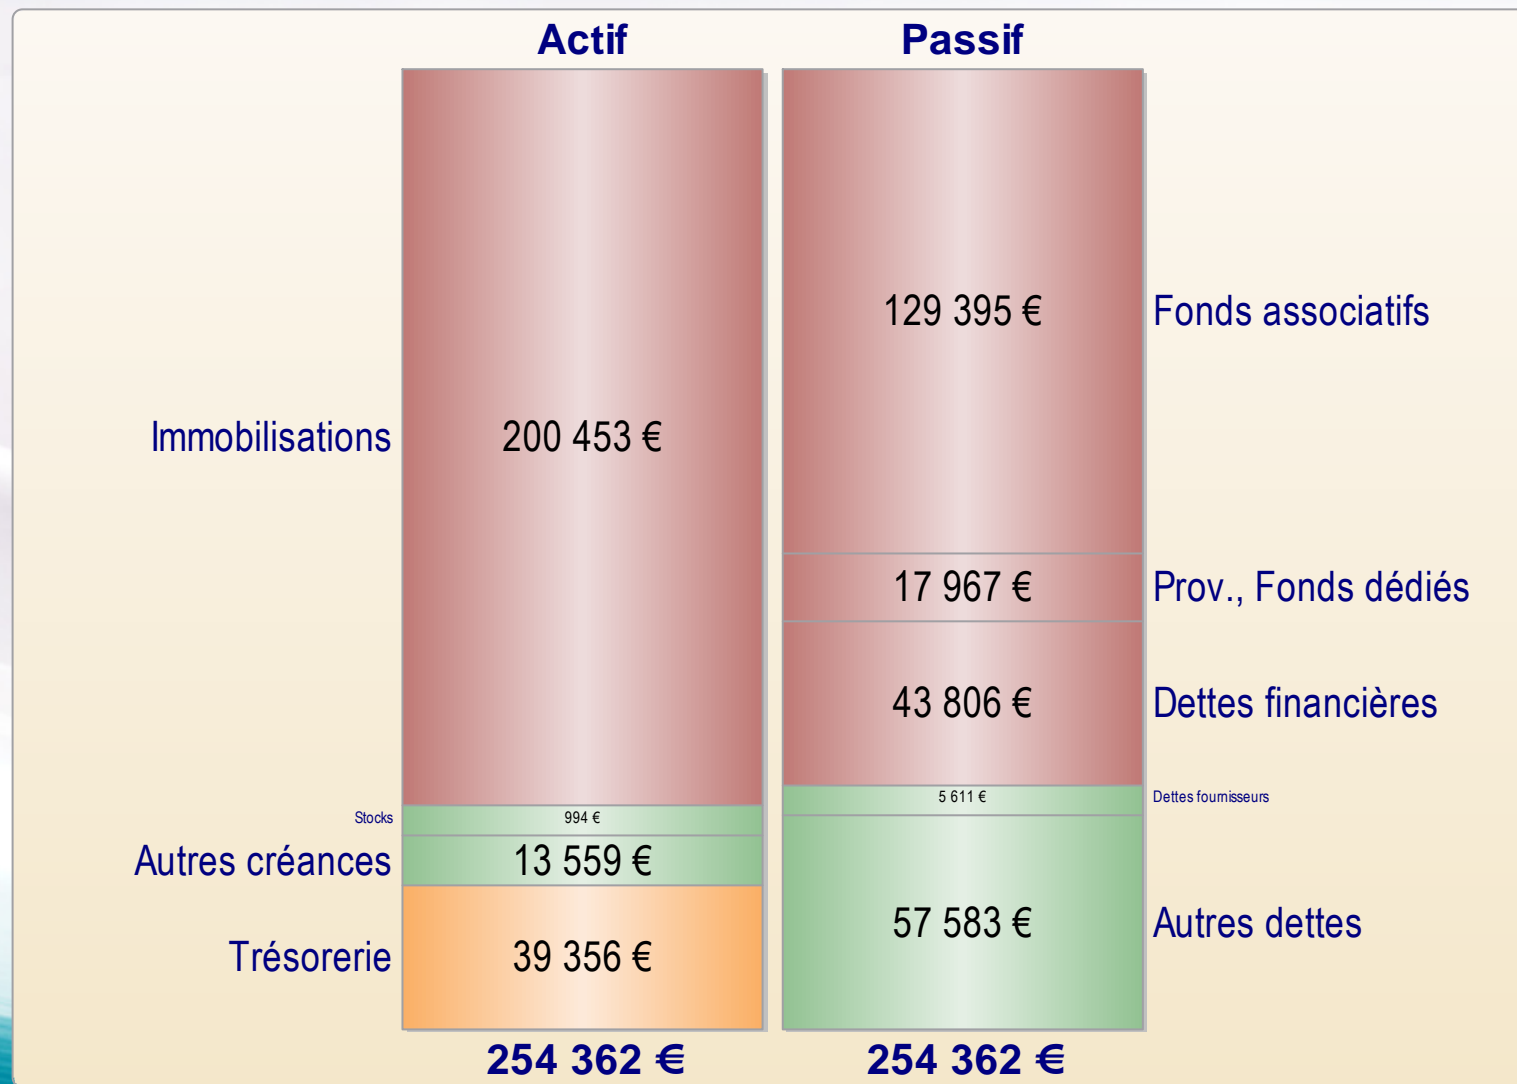 Actif
Passif
129 395 €
Fonds associatifs
Immobilisations
200 453 €
17 967 €
Prov., Fonds dédiés
43 806 €
Dettes financières
5 611 €
Dettes fournisseurs
Stocks
994 €
Autres créances
13 559 €
57 583 €
Autres dettes
Trésorerie
39 356 €
254 362 €
254 362 €